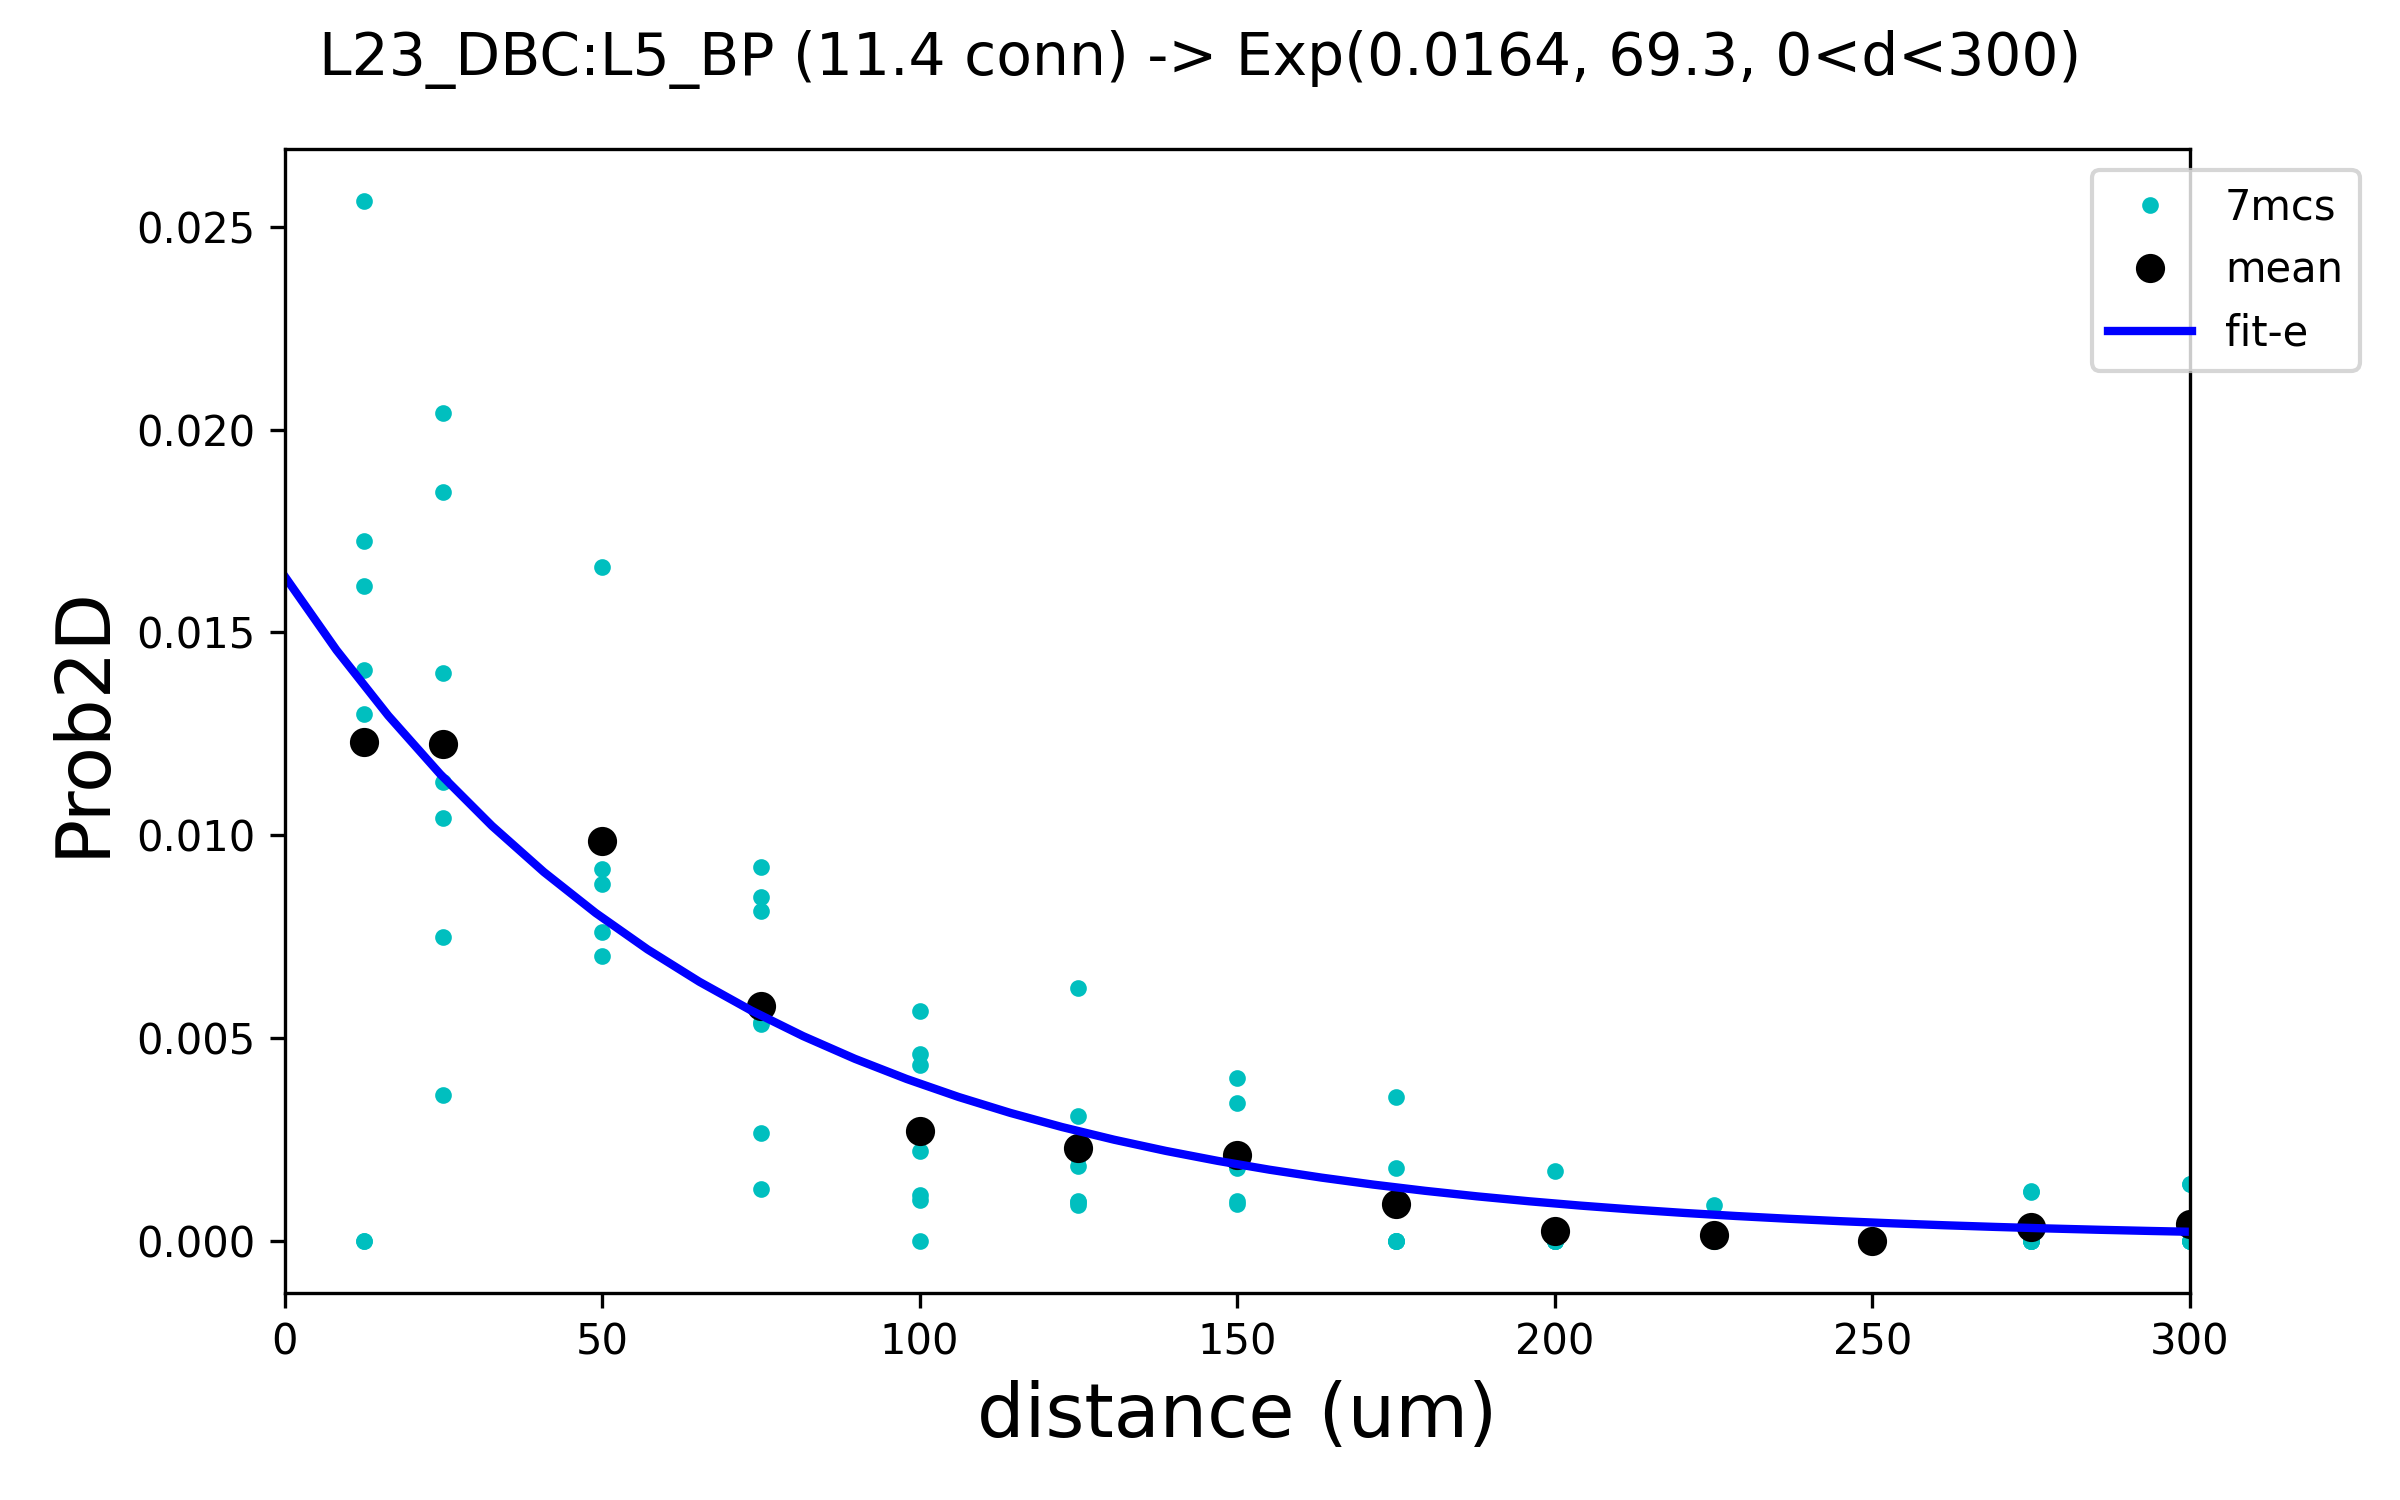 L23_DBC:L5_BP (11.4 conn) -> Exp(0.0164, 69.3, 0<d<300)
7mcs
mean
fit-e
Prob2D
0.025
0.020
0.015
0.010
0.005
0.000
0 50 100 150 200 250 300
distance (um)